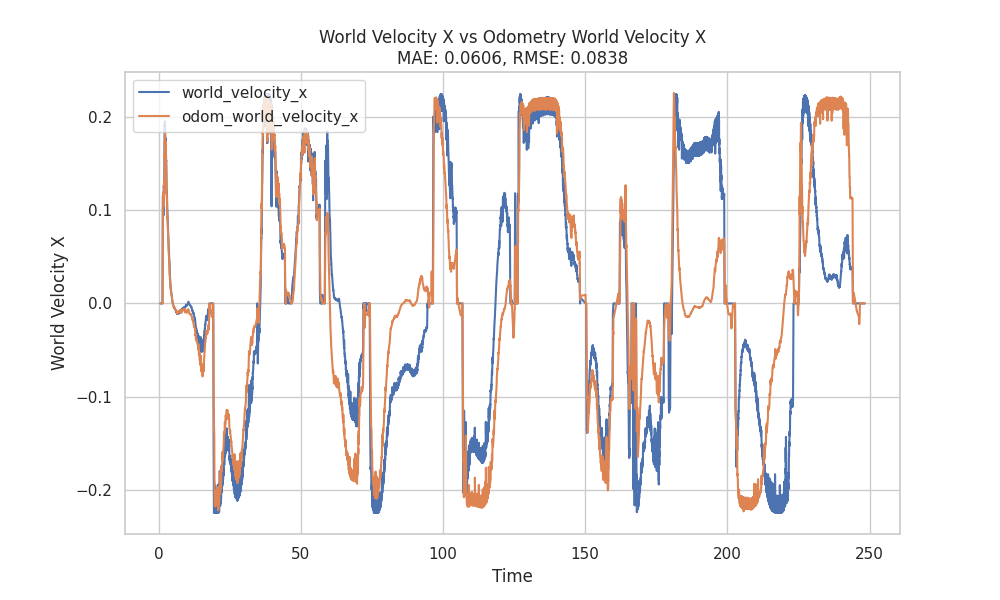 World Velocity X vs Odometry World Velocity X
MAE: 0.0606, RMSE: 0.0838
world_velocity_x
odom_world_velocity_x
World Velocity X
0.2
0.1
0.0
−0.1
−0.2
0
50
100
150
200
250
Time